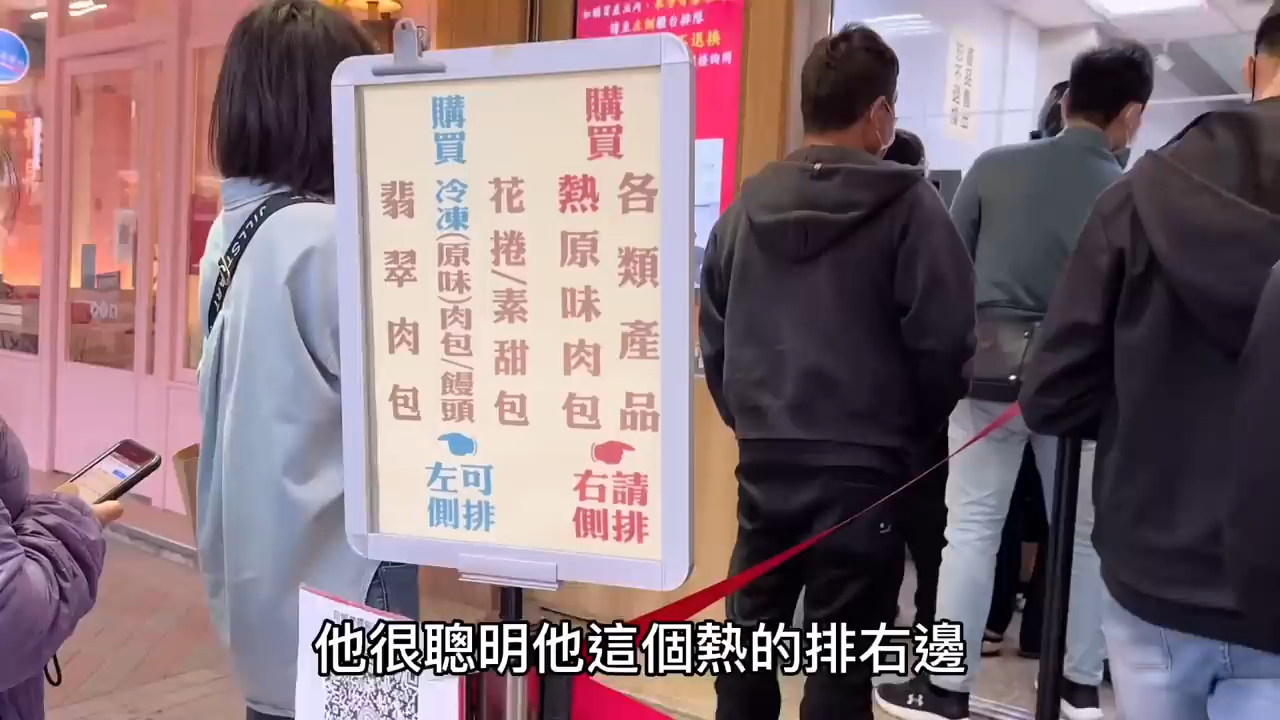 購買
各類產品
熱原味肉包
請排
右側
購買
花捲/素甜包
冷凍(原味)肉包/饅頭
翡翠肉包
可排
左側
JILLSTUART
他很聰明他這個熱的排右邊